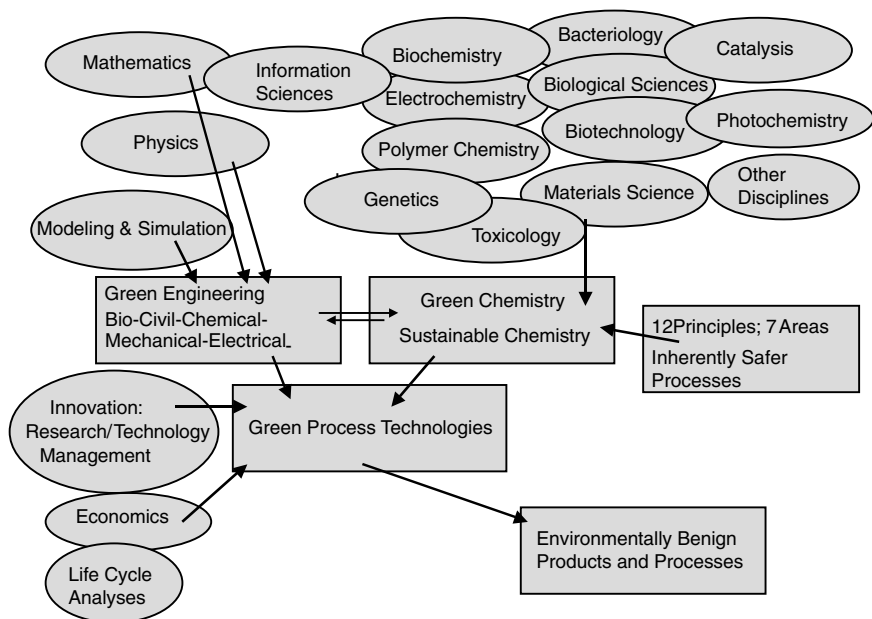 Mathematics
Information
Sciences
Biochemistry
Bacteriology
Catalysis
Electrochemistry
Biological Sciences
Physics
Biotechnology
Photochemistry
Polymer Chemistry
Genetics
Materials Science
Other
Disciplines
Modeling & Simulation
Toxicology
Green Engineering
Bio-Civil-Chemical-
Mechanical-Electrical
Green Chemistry
Sustainable Chemistry
12Principles; 7Areas
Inherently Safer
Processes
Innovation:
Research/Technology
Management
Green Process Technologies
Economics
Environmentally Benign
Products and Processes
Life Cycle
Analyses